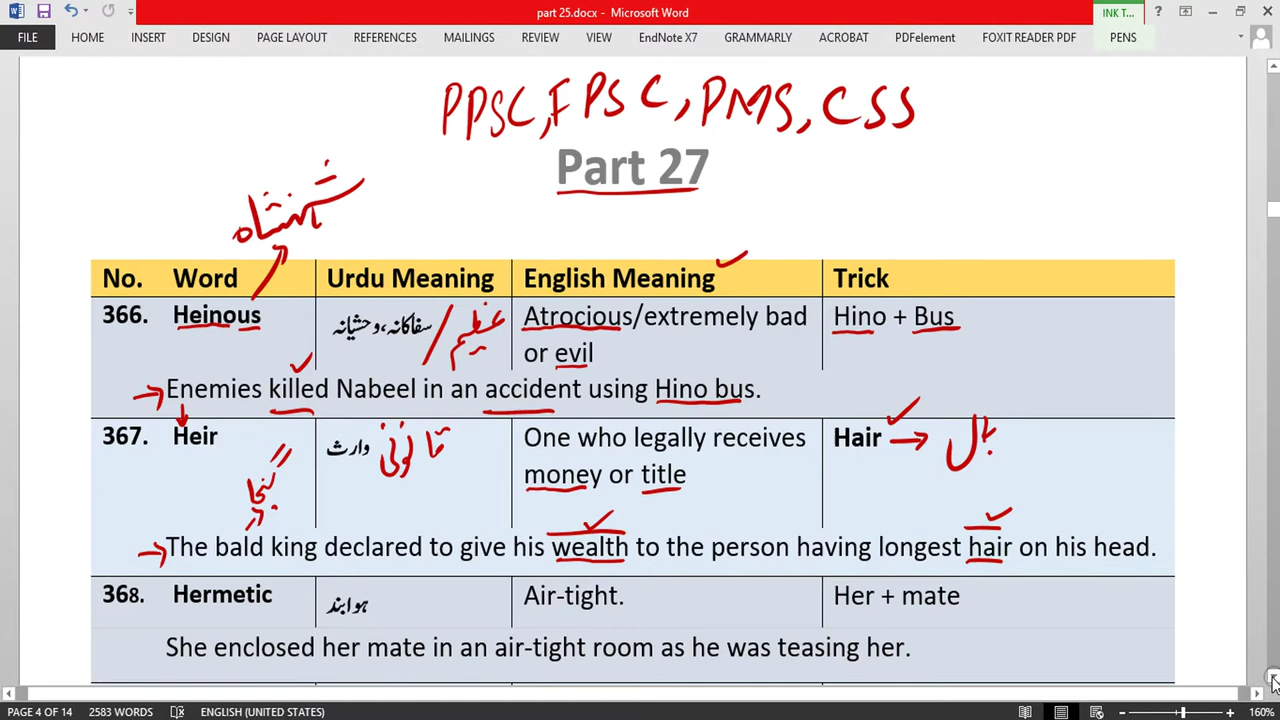 part 25.docx - Microsoft Word
INK T...
FILE HOME INSERT DESIGN PAGE LAYOUT REFERENCES MAILINGS REVIEW VIEW EndNote X7 GRAMMARLY ACROBAT PDFelement FOXIT READER PDF PENS
PPSC, FPSC, PMS, CSS
Part 27
شہنشاہ
No. Word Urdu Meaning English Meaning Trick
366. Heinous سفاکانہ، وحشیانہ / عظیم Atrocious/extremely bad Hino + Bus
or evil
Enemies killed Nabeel in an accident using Hino bus.
367. Heir وارث قانونی One who legally receives Hair → بال
money or title
گنجا
The bald king declared to give his wealth to the person having longest hair on his head.
368. Hermetic ہوا بند Air-tight. Her + mate
She enclosed her mate in an air-tight room as he was teasing her.
PAGE 4 OF 14 2583 WORDS ENGLISH (UNITED STATES) 160%